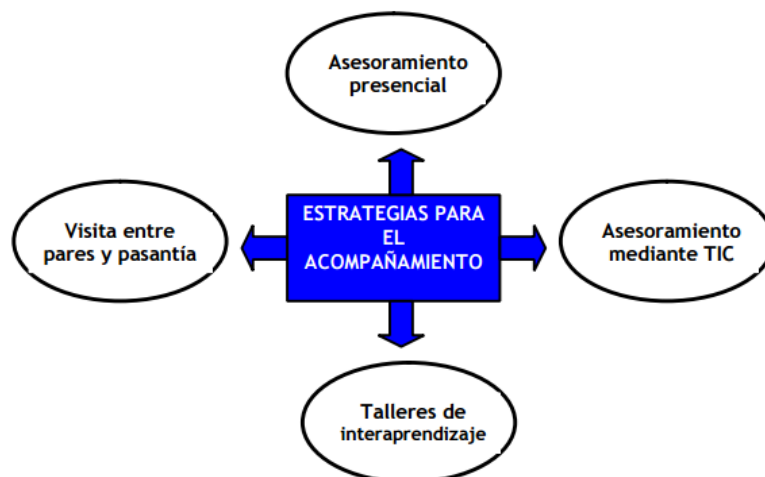 Asesoramiento
presencial
Visita entre
pares y pasantía
ESTRATEGIAS PARA
EL
ACOMPAÑAMIENTO
Asesoramiento
mediante TIC
Talleres de
interaprendizaje